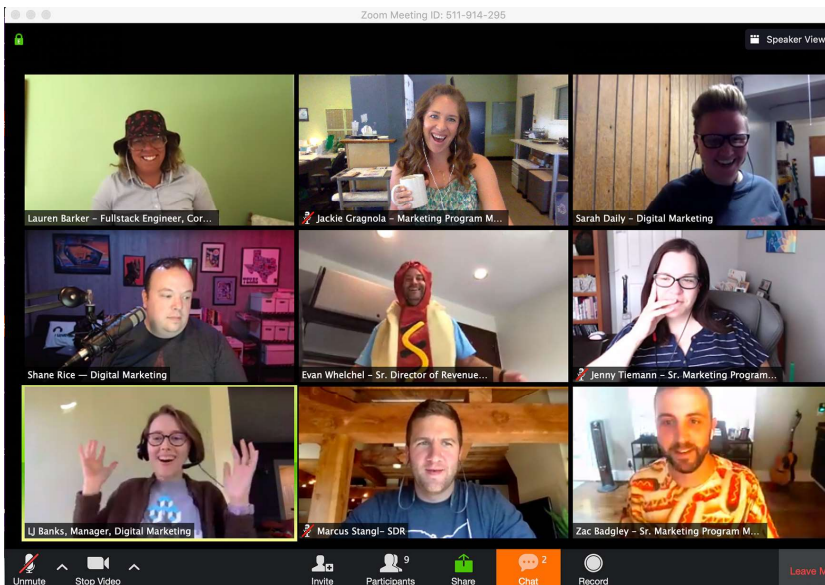 Zoom Meeting ID: 511-914-295
Speaker View
Lauren Barker – Fullstack Engineer, Cor...
Jackie Gragnola – Marketing Program M...
Sarah Daily – Digital Marketing
TEXAS
Shane Rice — Digital Marketing
Evan Whelchel – Sr. Director of Revenue...
Jenny Tiemann – Sr. Marketing Program...
LJ Banks, Manager, Digital Marketing
Marcus Stangl– SDR
Zac Badgley – Sr. Marketing Program M...
9
2
Unmute
Stop Video
Invite
Participants
Share
Chat
Record
Leave M